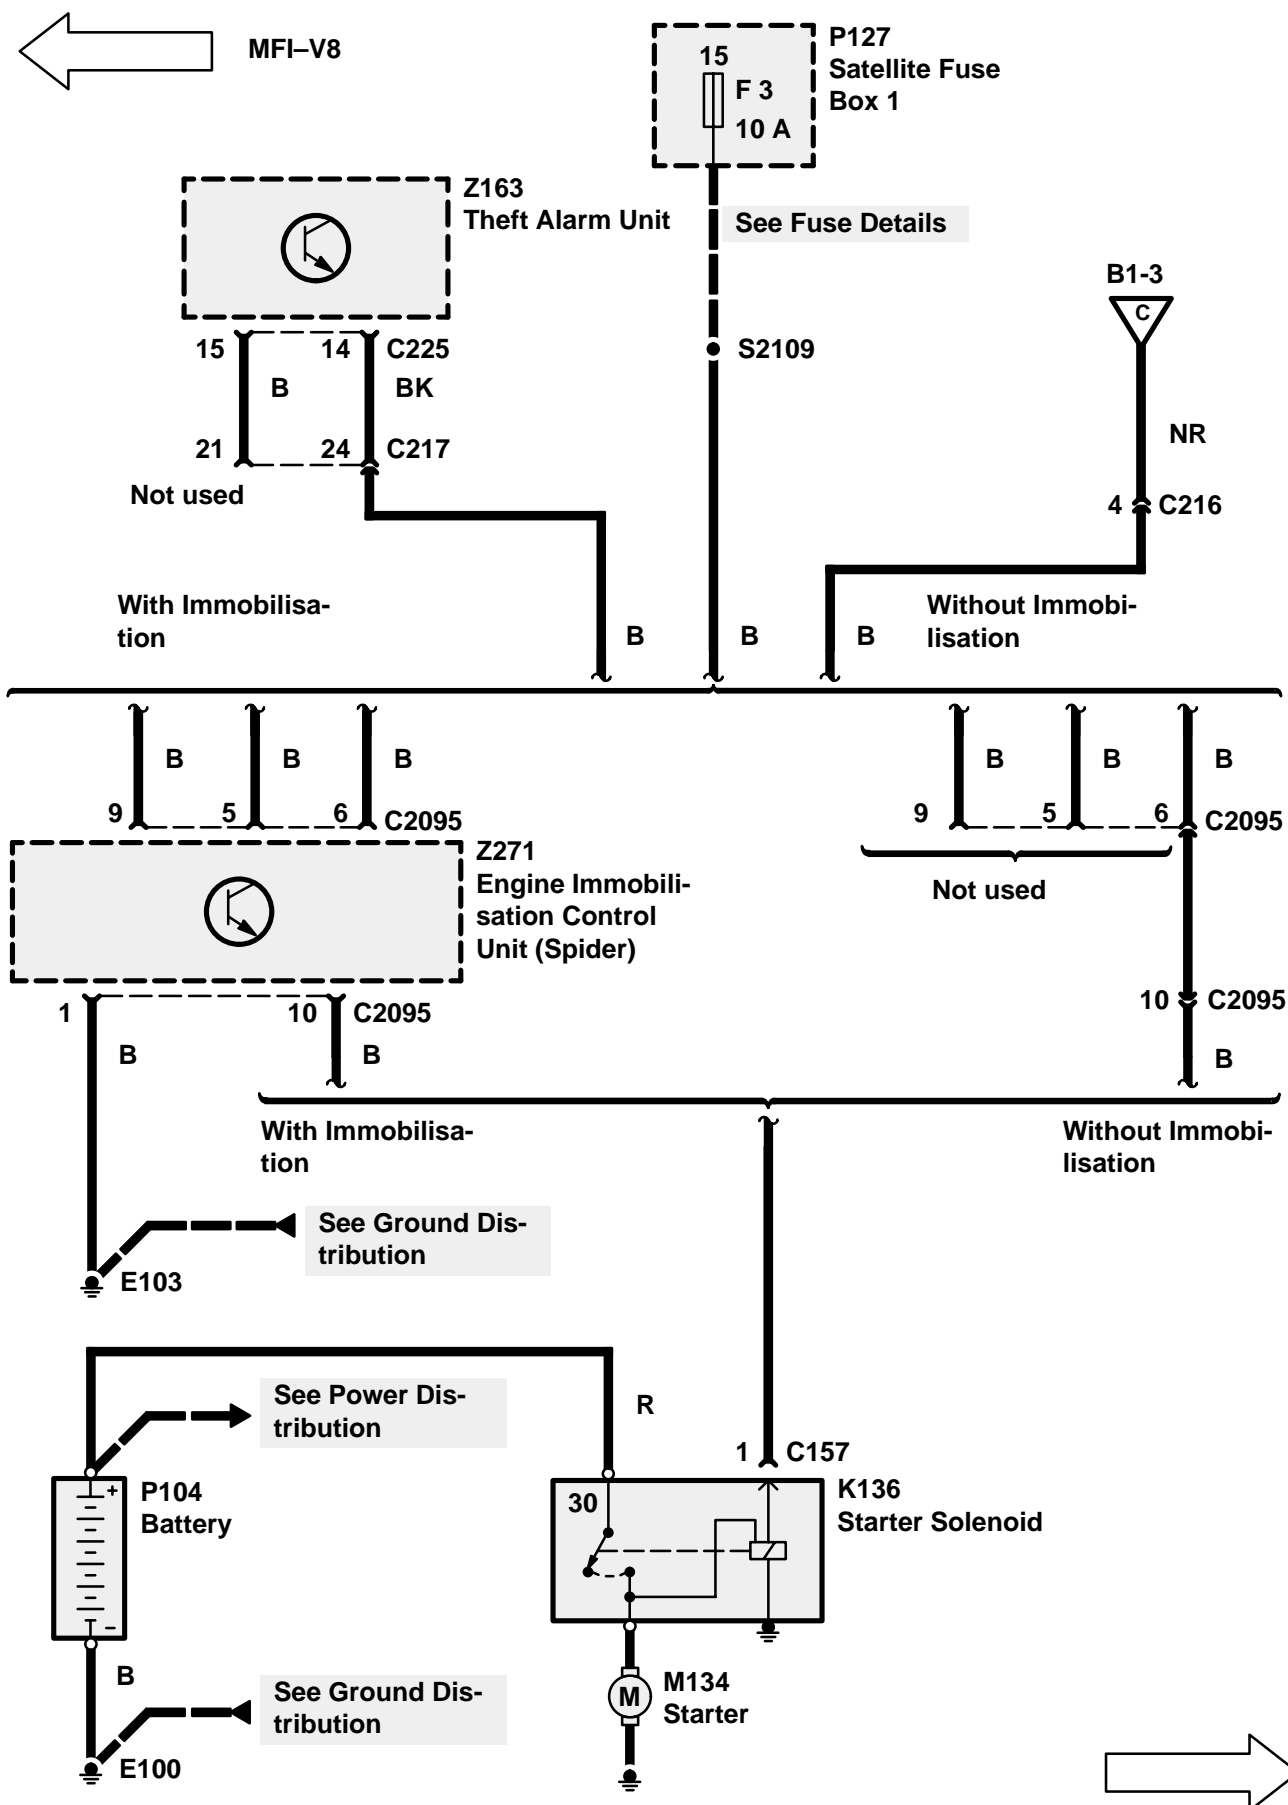 MFI–V8
P127
Satellite Fuse
Box 1
15
F 3
10 A
Z163
Theft Alarm Unit
See Fuse Details
B1-3
C
15
14
C225
S2109
B
BK
NR
21
24
C217
Not used
4
C216
With Immobilisa-
tion
Without Immobi-
lisation
B
B
B
B
B
B
B
B
B
9
5
6
C2095
9
5
6
C2095
Z271
Engine Immobili-
sation Control
Unit (Spider)
Not used
1
10
C2095
10
C2095
B
B
B
With Immobilisa-
tion
Without Immobi-
lisation
See Ground Dis-
tribution
E103
See Power Dis-
tribution
R
1
C157
P104
Battery
+
–
30
K136
Starter Solenoid
B
See Ground Dis-
tribution
M
M134
Starter
E100